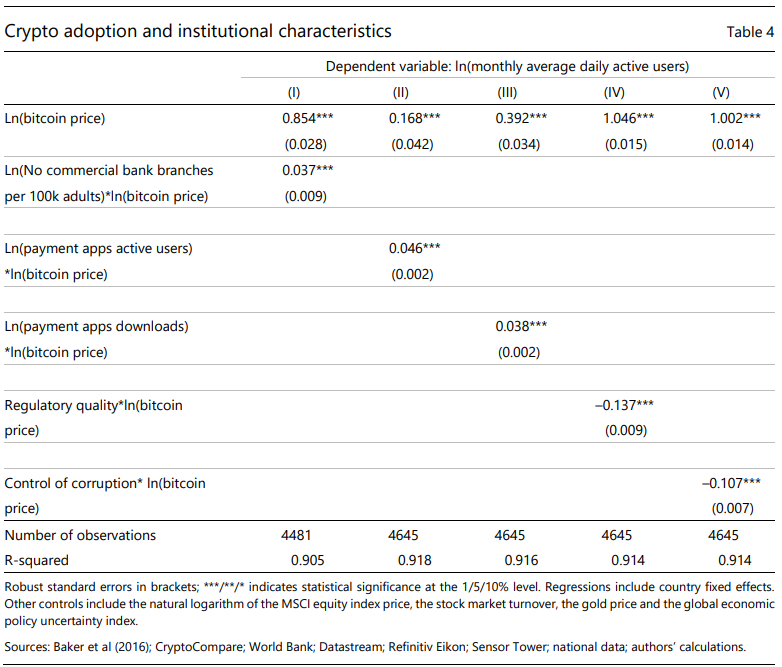 Crypto adoption and institutional characteristics Table 4
Dependent variable: ln(monthly average daily active users)
(I) (II) (III) (IV) (V)
Ln(bitcoin price) 0.854*** 0.168*** 0.392*** 1.046*** 1.002***
(0.028) (0.042) (0.034) (0.015) (0.014)
Ln(No commercial bank branches 0.037***
per 100k adults)*ln(bitcoin price) (0.009)
Ln(payment apps active users) 0.046***
*ln(bitcoin price) (0.002)
Ln(payment apps downloads) 0.038***
*ln(bitcoin price) (0.002)
Regulatory quality*ln(bitcoin –0.137***
price) (0.009)
Control of corruption* ln(bitcoin –0.107***
price) (0.007)
Number of observations 4481 4645 4645 4645 4645
R-squared 0.905 0.918 0.916 0.914 0.914
Robust standard errors in brackets; ***/**/* indicates statistical significance at the 1/5/10% level. Regressions include country fixed effects.
Other controls include the natural logarithm of the MSCI equity index price, the stock market turnover, the gold price and the global economic
policy uncertainty index.
Sources: Baker et al (2016); CryptoCompare; World Bank; Datastream; Refinitiv Eikon; Sensor Tower; national data; authors' calculations.